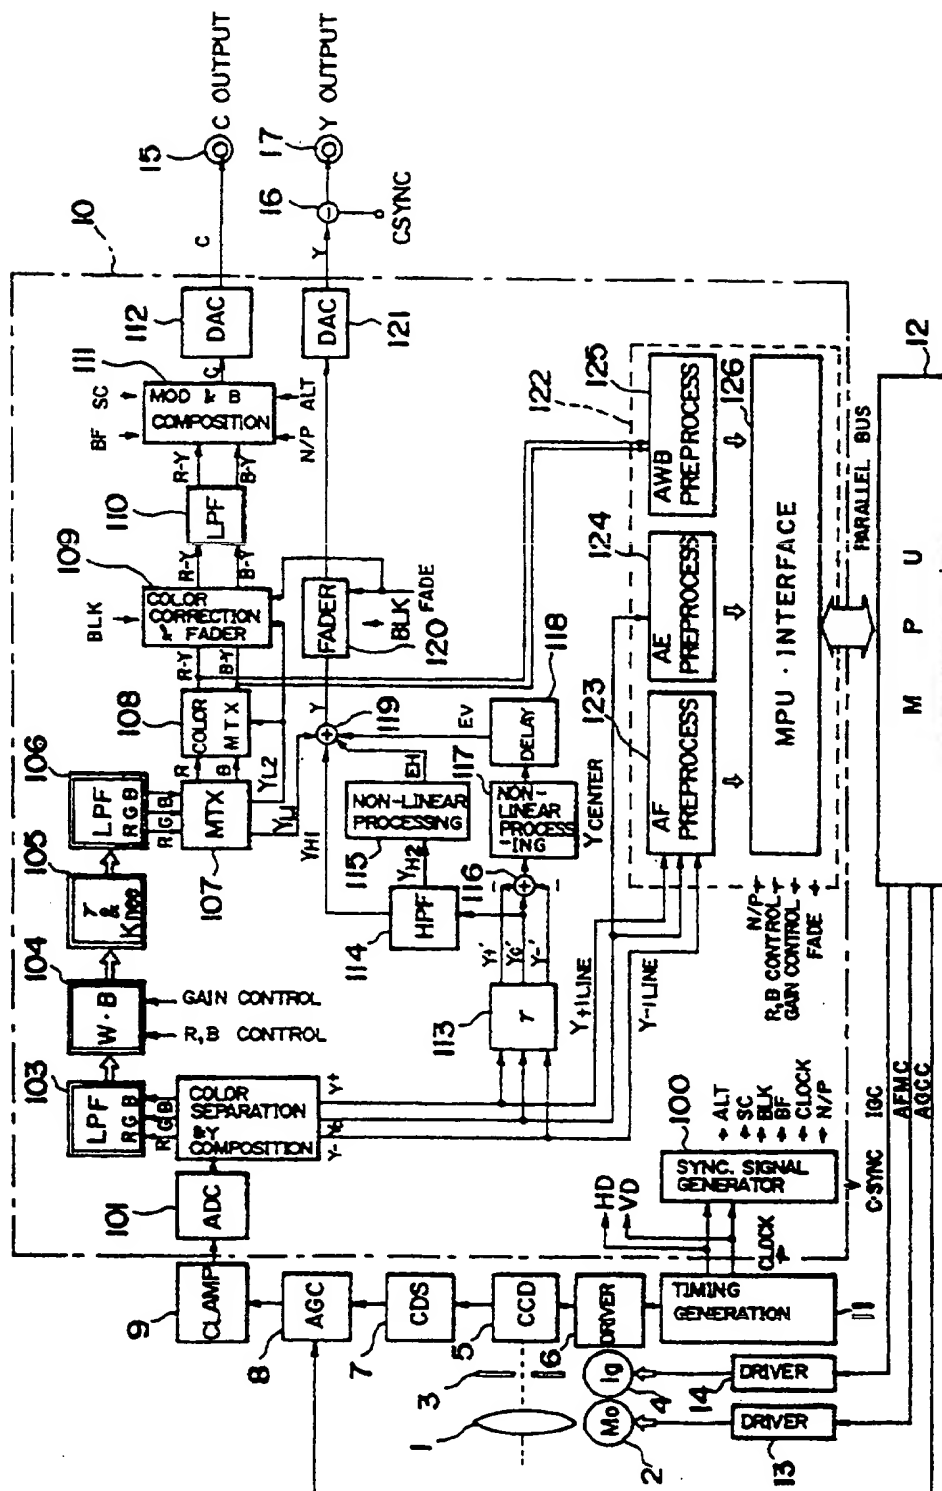 10
15
C OUTPUT
C
112
DAC
C
111
SC
BF
MOD & B
COMPOSITION
ALT
N/P
R-Y
B-Y
110
LPF
R-Y
B-Y
109
BLK
COLOR
CORRECTION
& FADER
R-Y
B-Y
108
COLOR
MTX
R
B
YL2
106
LPF
R G B
R G B
MTX
107
YL1
105
γ
&
Knee
104
W·B
GAIN CONTROL
R,B CONTROL
103
LPF
R G B
R G B
COLOR
SEPARATION
& Y
COMPOSITION
Y+
Yc
Y-
101
ADC
9
CLAMP
8
AGC
7
CDS
5
CCD
6
DRIVER
TIMING
GENERATION
11
3
1
Ig
4
Mo
2
14
DRIVER
DRIVER
13
17
Y OUTPUT
16
CSYNC
Y
DAC
121
FADER
120
BLK
FADE
Y
119
YH1
EH
EV
NON-LINEAR
PROCESSING
115
YH2
HPF
114
DELAY
118
117
NON-
LINEAR
PROCESS
-ING
116
Y+'
Yc'
Y-'
γ
113
Y CENTER
Y+1LINE
Y-1LINE
122
125
AWB
PREPROCESS
124
AE
PREPROCESS
123
AF
PREPROCESS
126
MPU · INTERFACE
N/P
R,B CONTROL
GAIN CONTROL
FADE
PARALLEL BUS
12
M P U
100
SYNC. SIGNAL
GENERATOR
ALT
SC
BLK
BF
CLOCK
N/P
HD
VD
CLOCK
C·SYNC
IGC
AFMC
AGCC